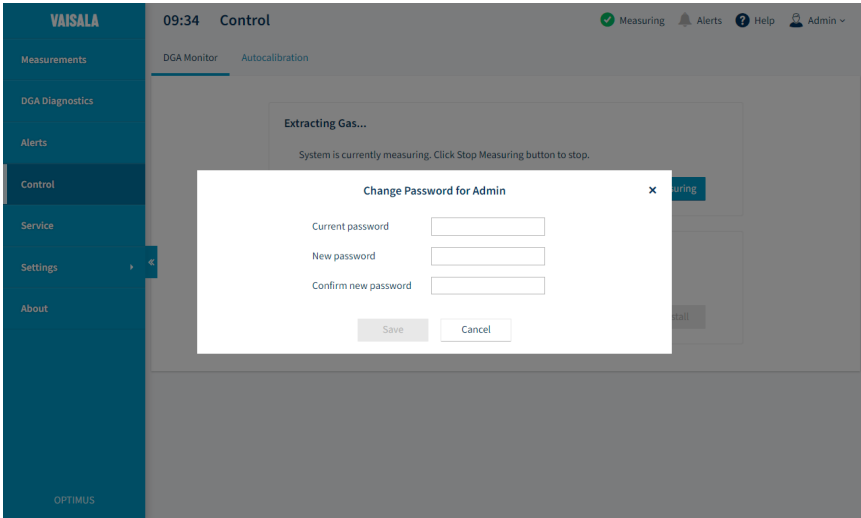 VAISALA
09:34 Control
Measuring
Alerts
Help
Admin
Measurements
DGA Diagnostics
Alerts
Control
Service
Settings
About
OPTIMUS
DGA Monitor
Autocalibration
Extracting Gas...
System is currently measuring. Click Stop Measuring button to stop.
Change Password for Admin
Current password
New password
Confirm new password
Save
Cancel